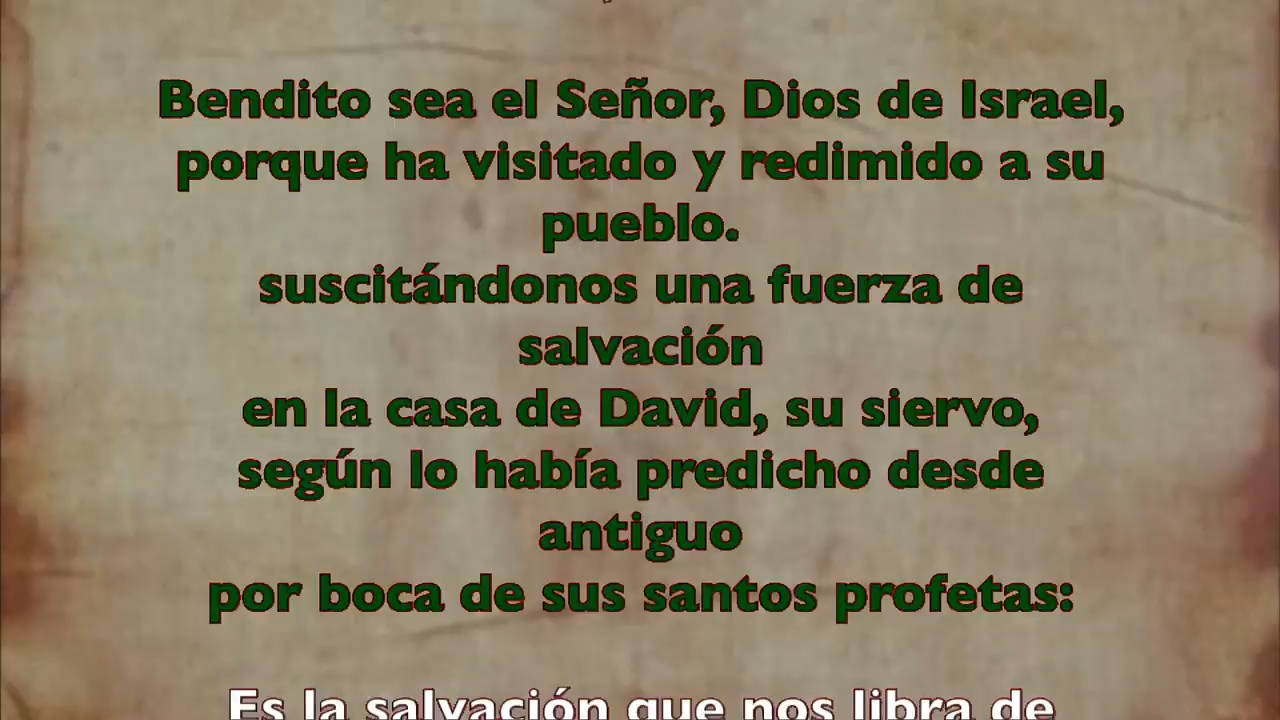 Bendito sea el Señor, Dios de Israel,
porque ha visitado y redimido a su
pueblo.
suscitándonos una fuerza de
salvación
en la casa de David, su siervo,
según lo había predicho desde
antiguo
por boca de sus santos profetas:
Es la salvación que nos libra de